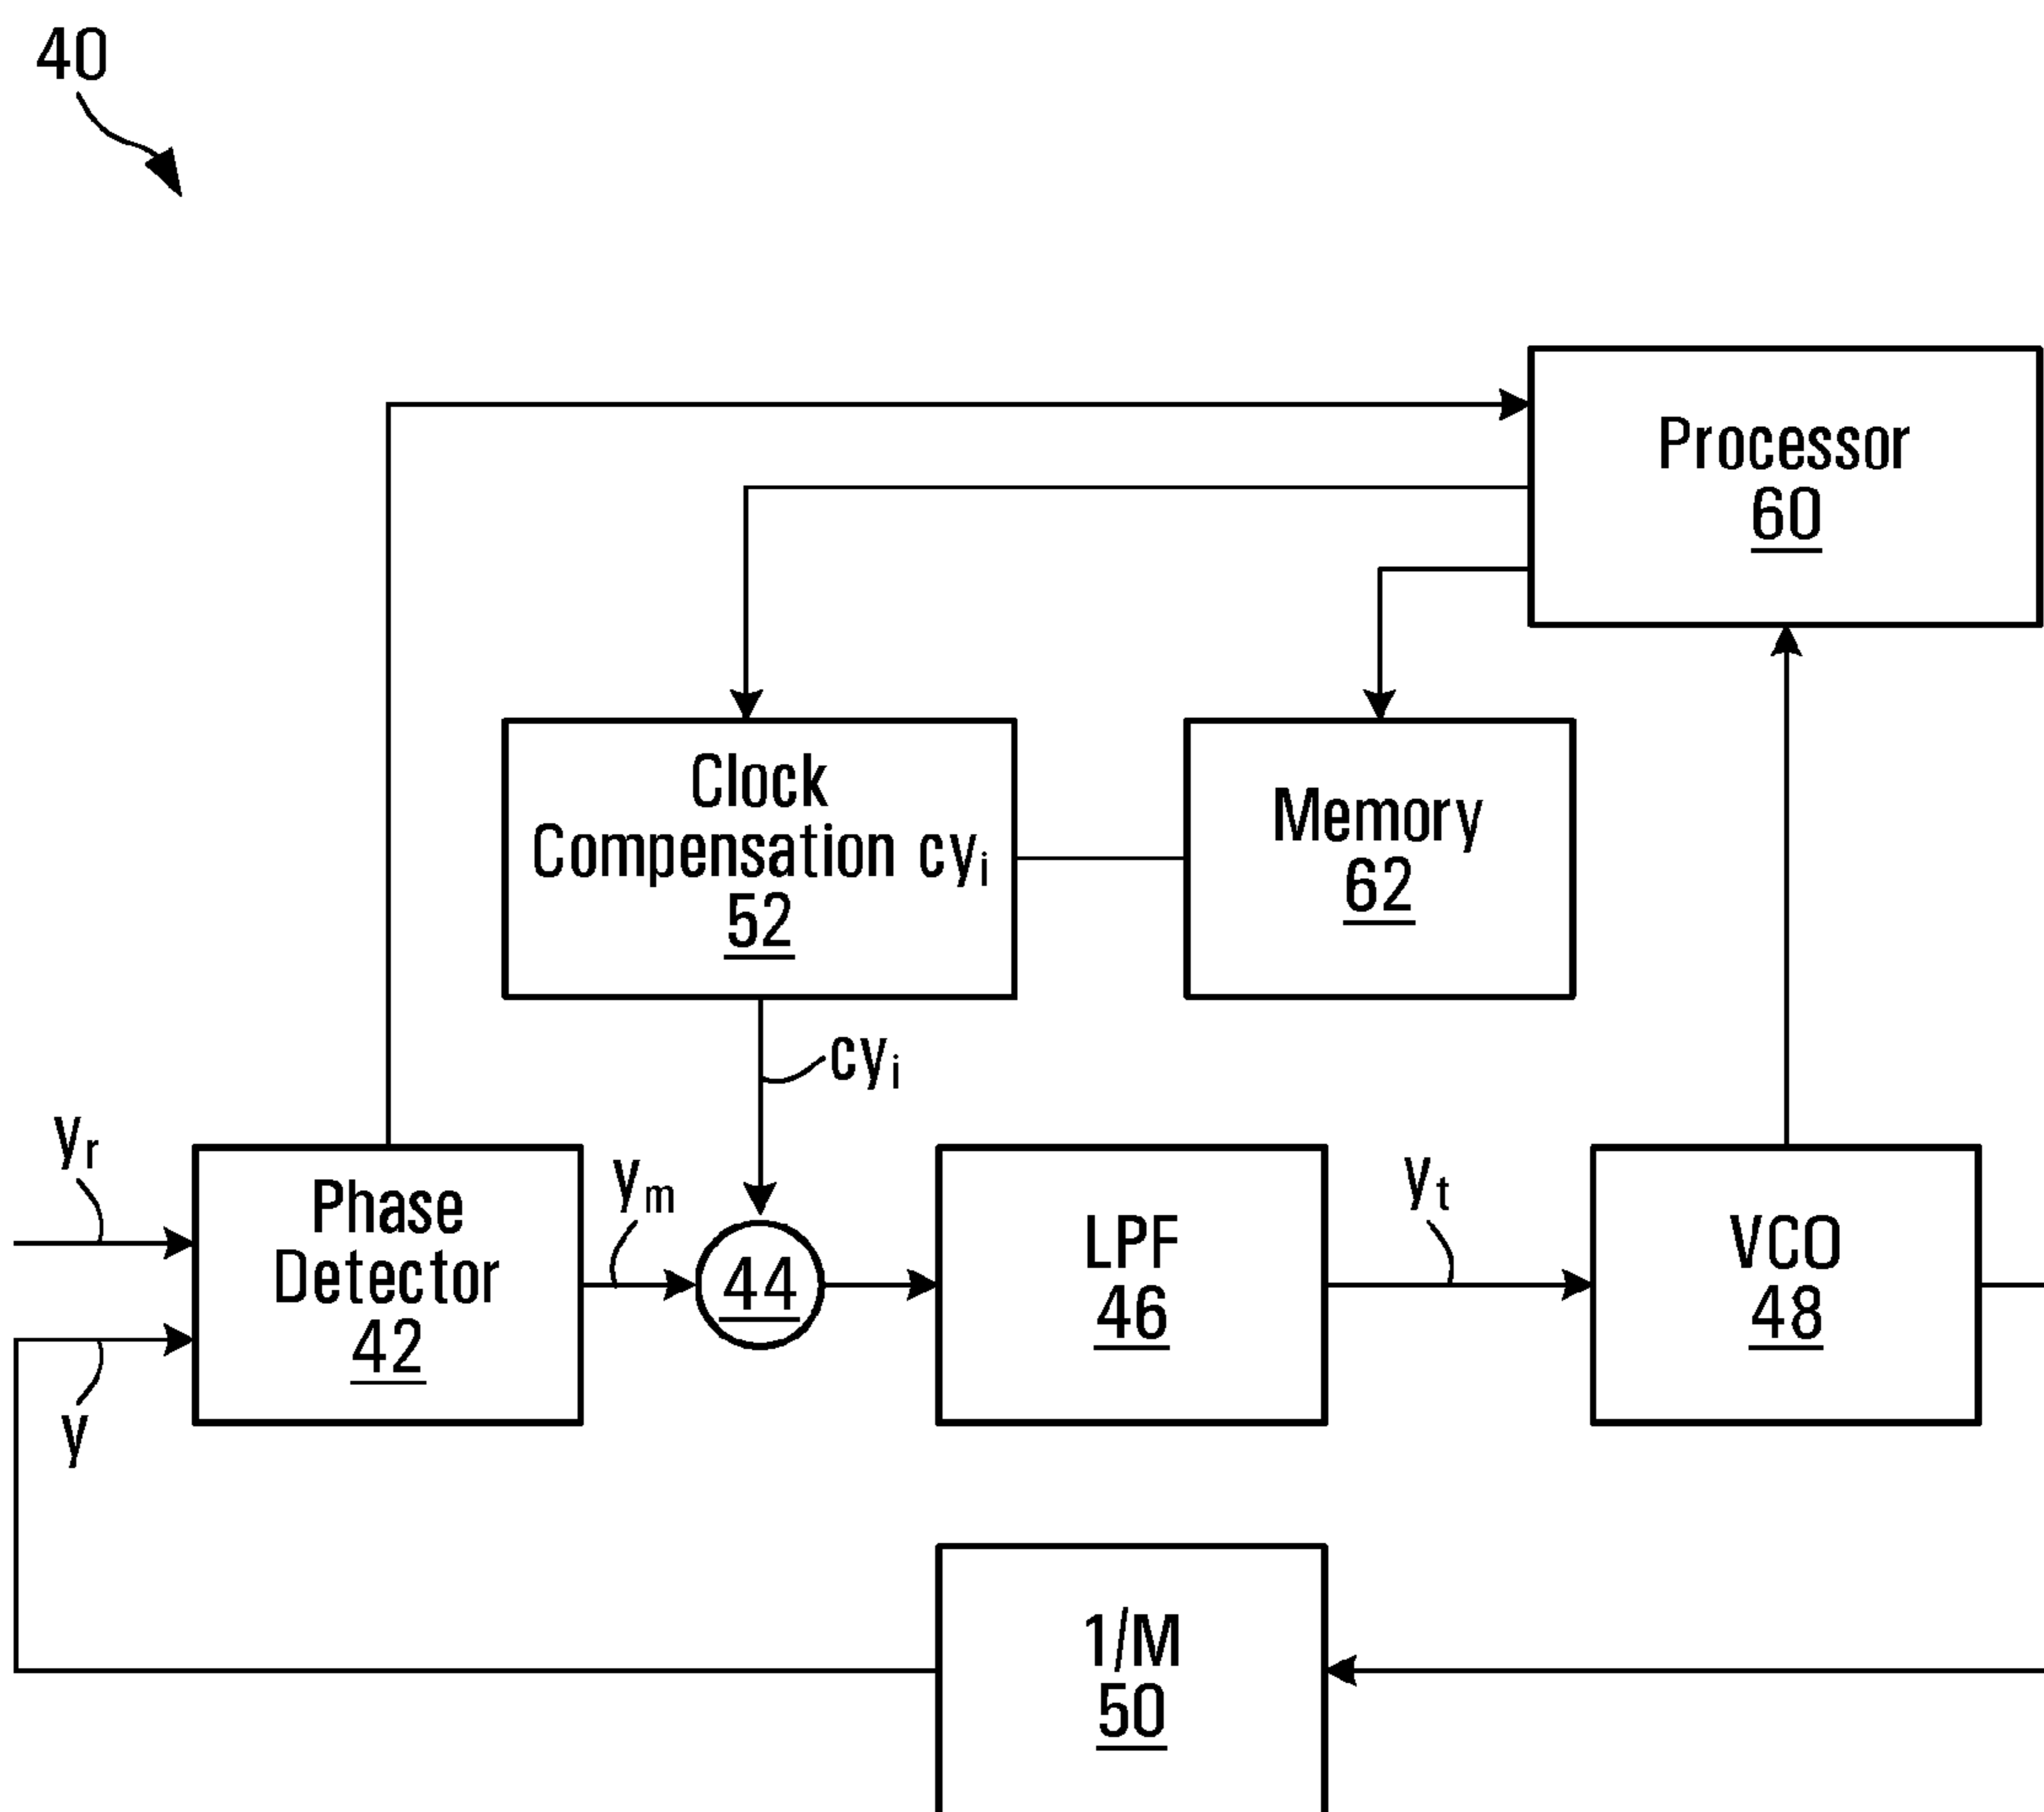 40
Processor
60
Clock
Compensation cyᵢ
52
Memory
62
cyᵢ
yᵣ
Phase
Detector
42
yₘ
44
LPF
46
yₜ
VCO
48
y
1/M
50